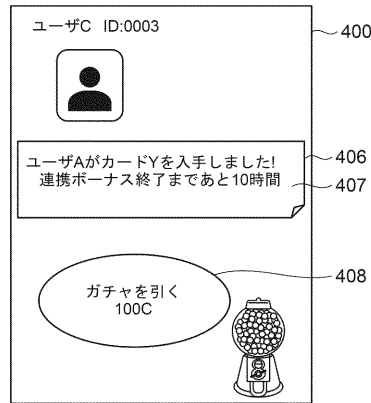 ユーザC ID:0003
400
ユーザAがカードYを入手しました!
連携ボーナス終了まであと10時間
406
407
408
ガチャを引く
100C